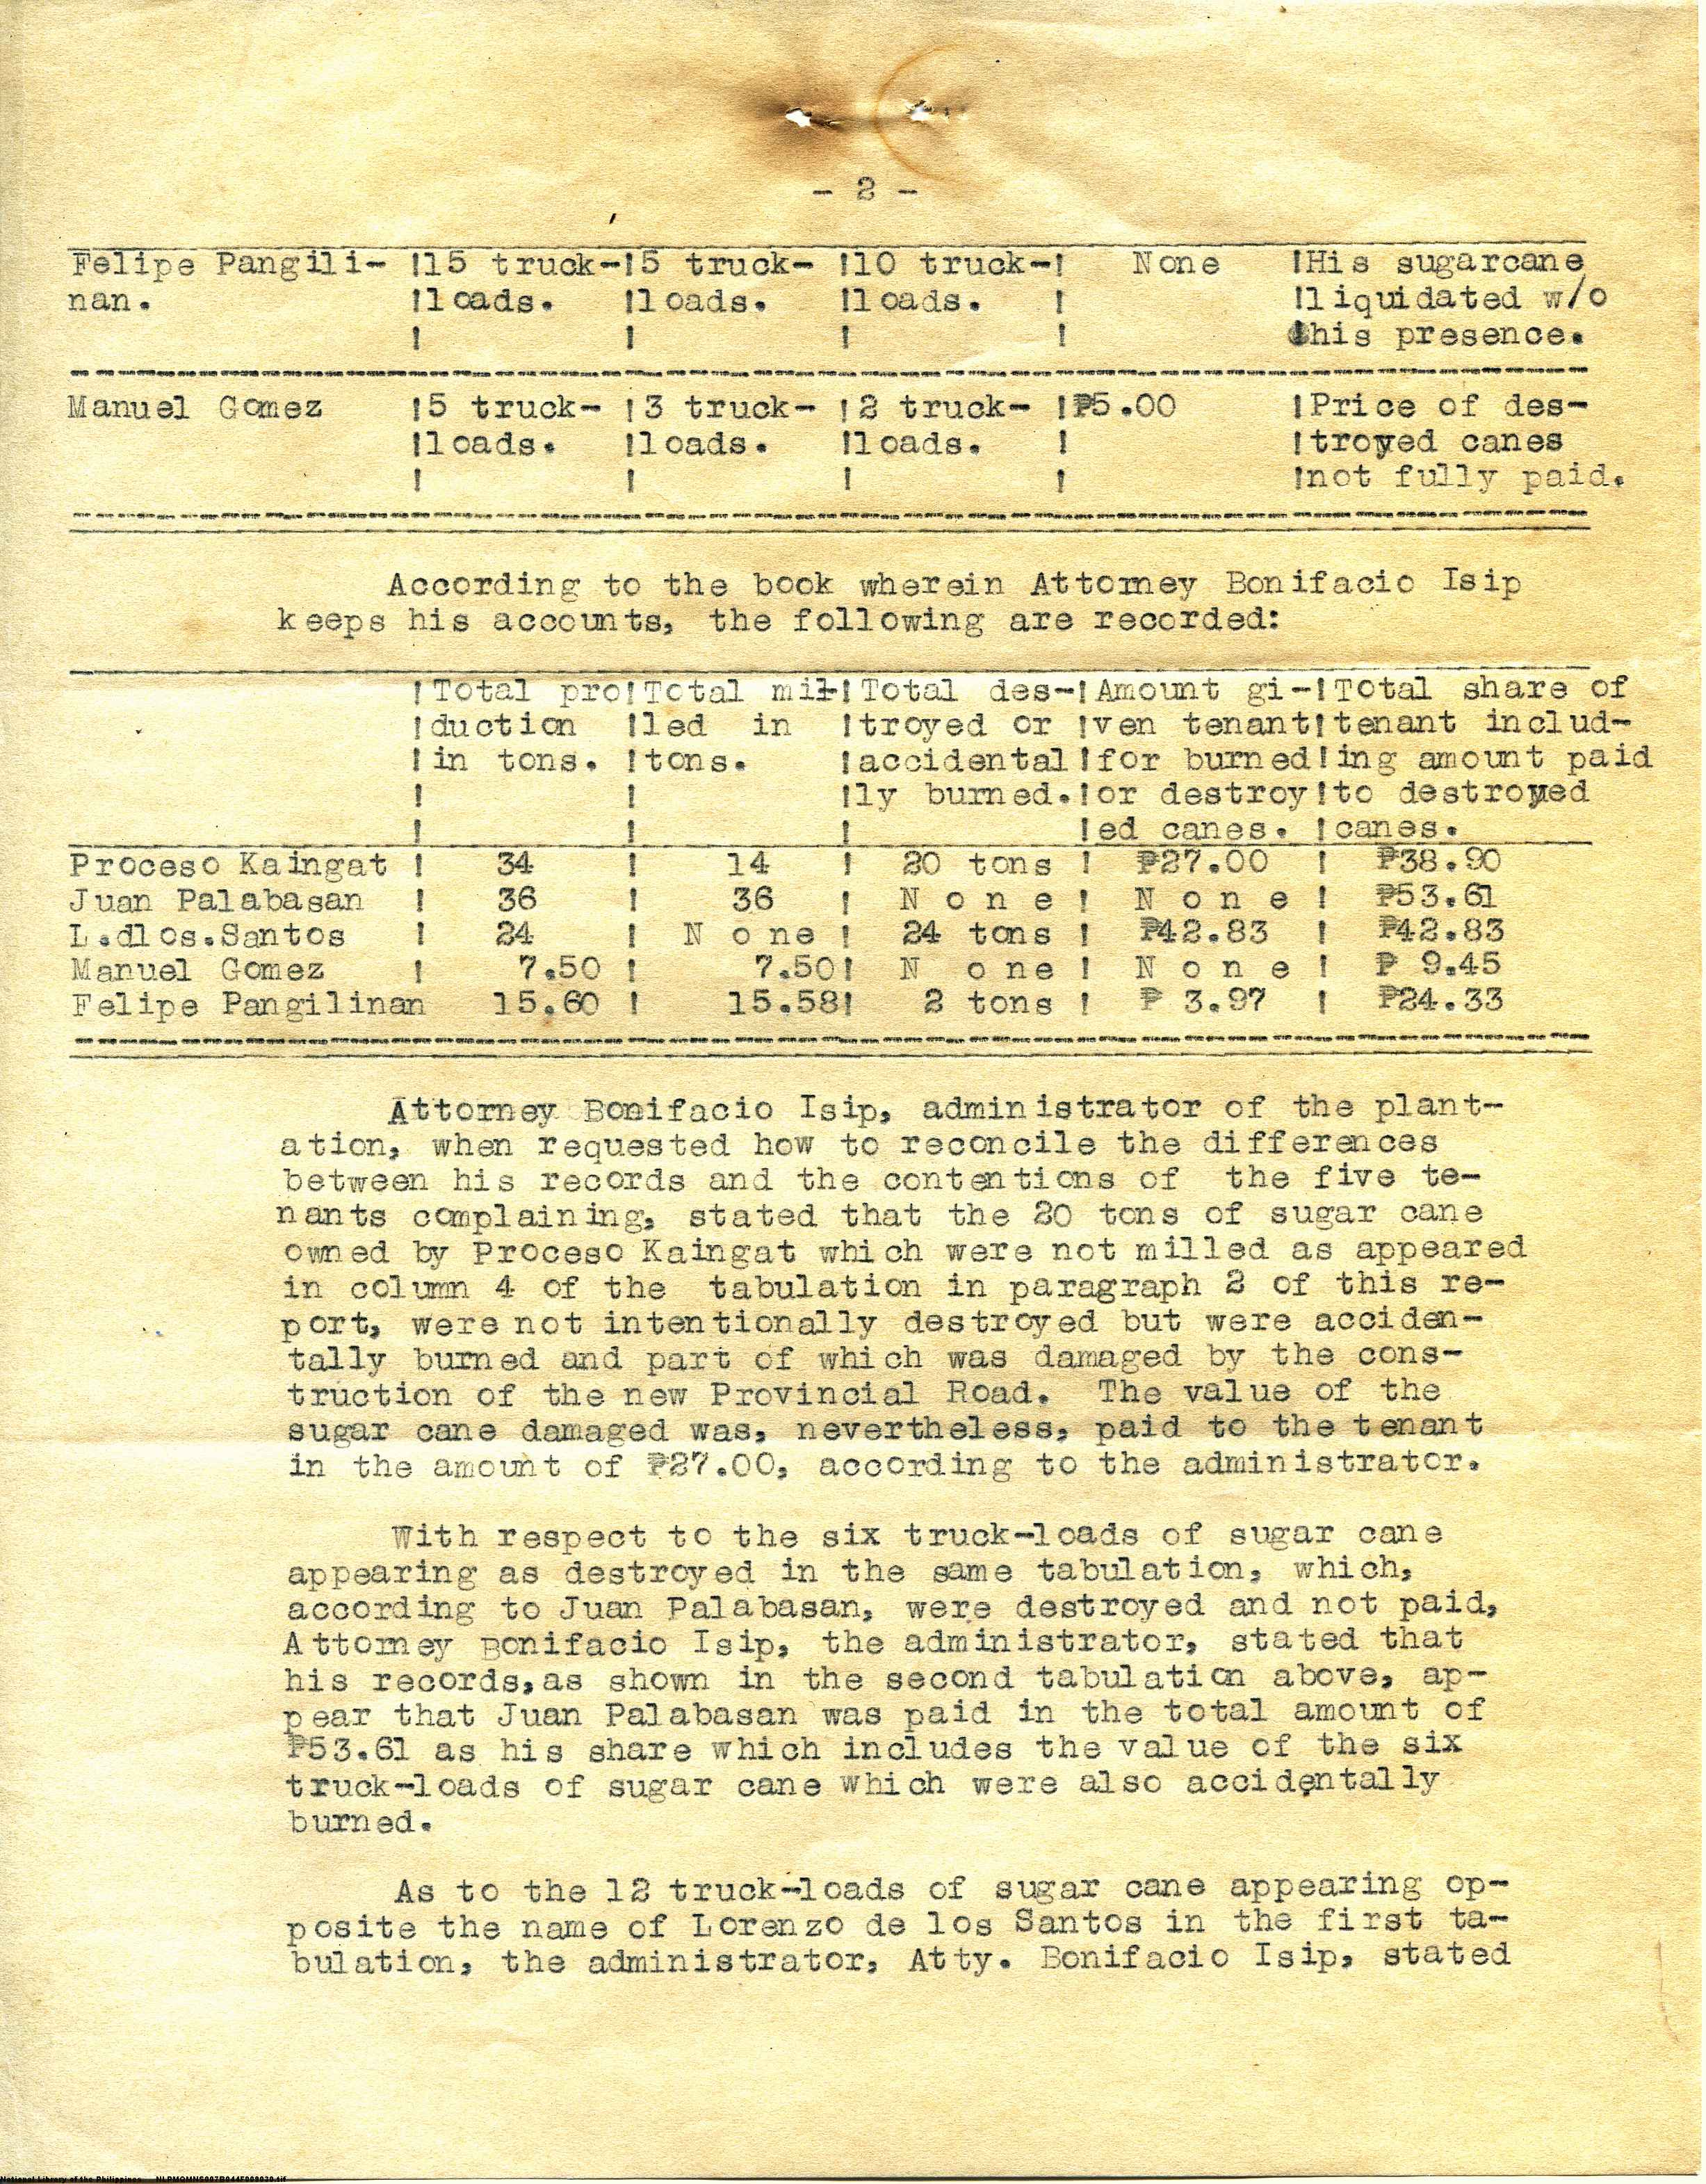 - 2 -
Felipe Pangili- !15 truck-!5 truck- !10 truck-! None !His sugarcane
nan. !loads. !loads. !loads. ! !liquidated w/o
! ! ! ! !his presence.
Manuel Gomez !5 truck- !3 truck- !2 truck- !₱5.00 !Price of des-
!loads. !loads. !loads. ! !troyed canes
! ! ! ! !not fully paid.
According to the book wherein Attorney Bonifacio Isip
keeps his accounts, the following are recorded:
!Total pro!Total mil-!Total des-!Amount gi-!Total share of
!duction !led in !troyed or !ven tenant!tenant includ-
!in tons. !tons. !accidental!for burned!ing amount paid
! ! !ly burned.!or destroy!to destroyed
! ! ! !ed canes. !canes.
Proceso Kaingat ! 34 ! 14 ! 20 tons ! ₱27.00 ! ₱38.90
Juan Palabasan ! 36 ! 36 ! N o n e ! N o n e ! ₱53.61
L.dlos.Santos ! 24 ! N o ne ! 24 tons ! ₱42.83 ! ₱42.83
Manuel Gomez ! 7.50 ! 7.50! N o ne ! N o n e ! ₱ 9.45
Felipe Pangilinan 15.60 ! 15.58! 2 tons ! ₱ 3.97 ! ₱24.33
Attorney Bonifacio Isip, administrator of the plant-
ation, when requested how to reconcile the differences
between his records and the contentions of the five te-
nants complaining, stated that the 20 tons of sugar cane
owned by Proceso Kaingat which were not milled as appeared
in column 4 of the tabulation in paragraph 2 of this re-
port, were not intentionally destroyed but were acciden-
tally burned and part of which was damaged by the cons-
truction of the new Provincial Road. The value of the
sugar cane damaged was, nevertheless, paid to the tenant
in the amount of ₱27.00, according to the administrator.
With respect to the six truck-loads of sugar cane
appearing as destroyed in the same tabulation, which,
according to Juan Palabasan, were destroyed and not paid,
Attorney Bonifacio Isip, the administrator, stated that
his records,as shown in the second tabulation above, ap-
pear that Juan Palabasan was paid in the total amount of
₱53.61 as his share which includes the value of the six
truck-loads of sugar cane which were also accidentally
burned.
As to the 12 truck-loads of sugar cane appearing op-
posite the name of Lorenzo de los Santos in the first ta-
bulation, the administrator, Atty. Bonifacio Isip, stated
National Library of the Philippines